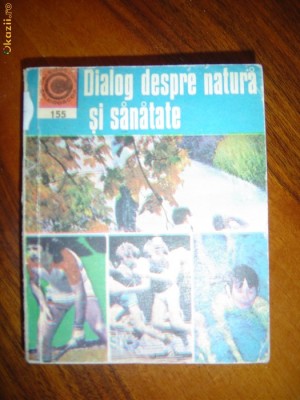 Okazii.ro
155
Dialog despre natură
și sănătate